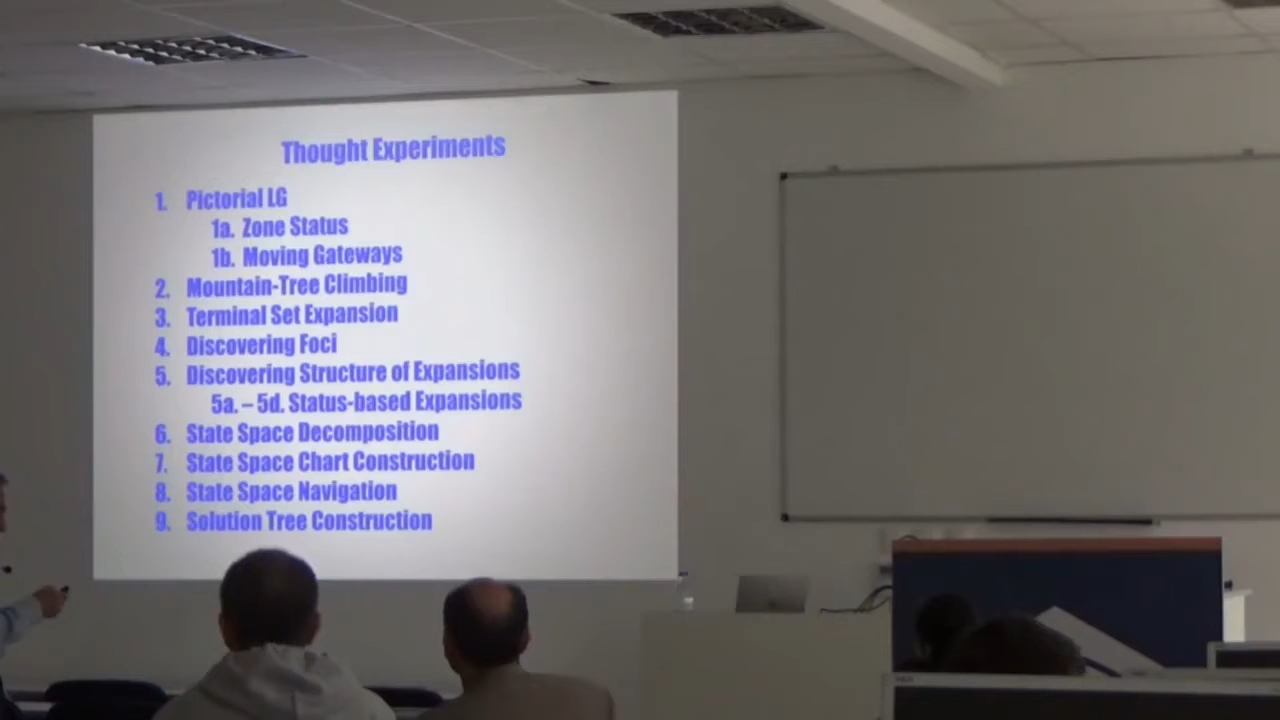 Thought Experiments
1. Pictorial LG
1a. Zone Status
1b. Moving Gateways
2. Mountain-Tree Climbing
3. Terminal Set Expansion
4. Discovering Foci
5. Discovering Structure of Expansions
5a. – 5d. Status-based Expansions
6. State Space Decomposition
7. State Space Chart Construction
8. State Space Navigation
9. Solution Tree Construction